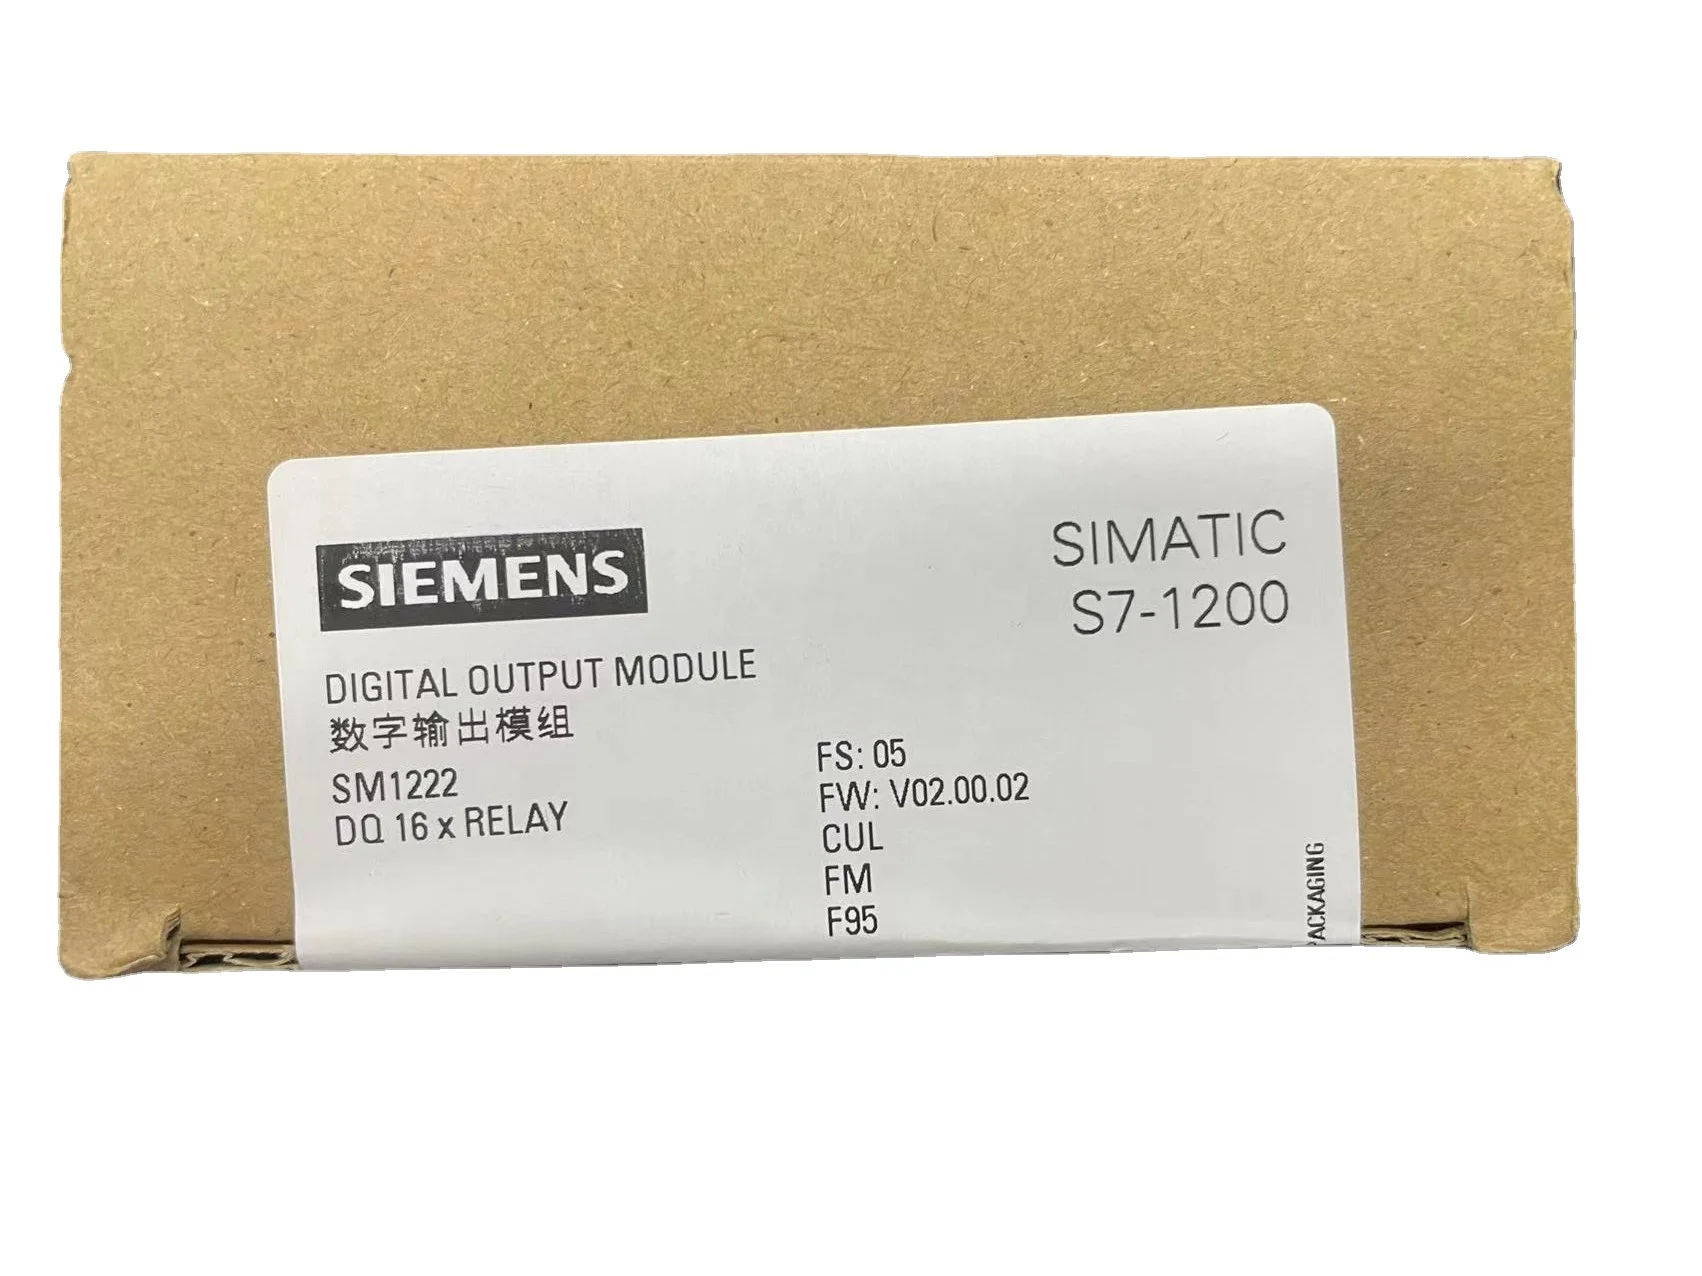 SIEMENS
SIMATIC
S7-1200
DIGITAL OUTPUT MODULE
数字输出模组
SM1222
DQ 16 x RELAY
FS: 05
FW: V02.00.02
CUL
FM
F95
PACKAGING